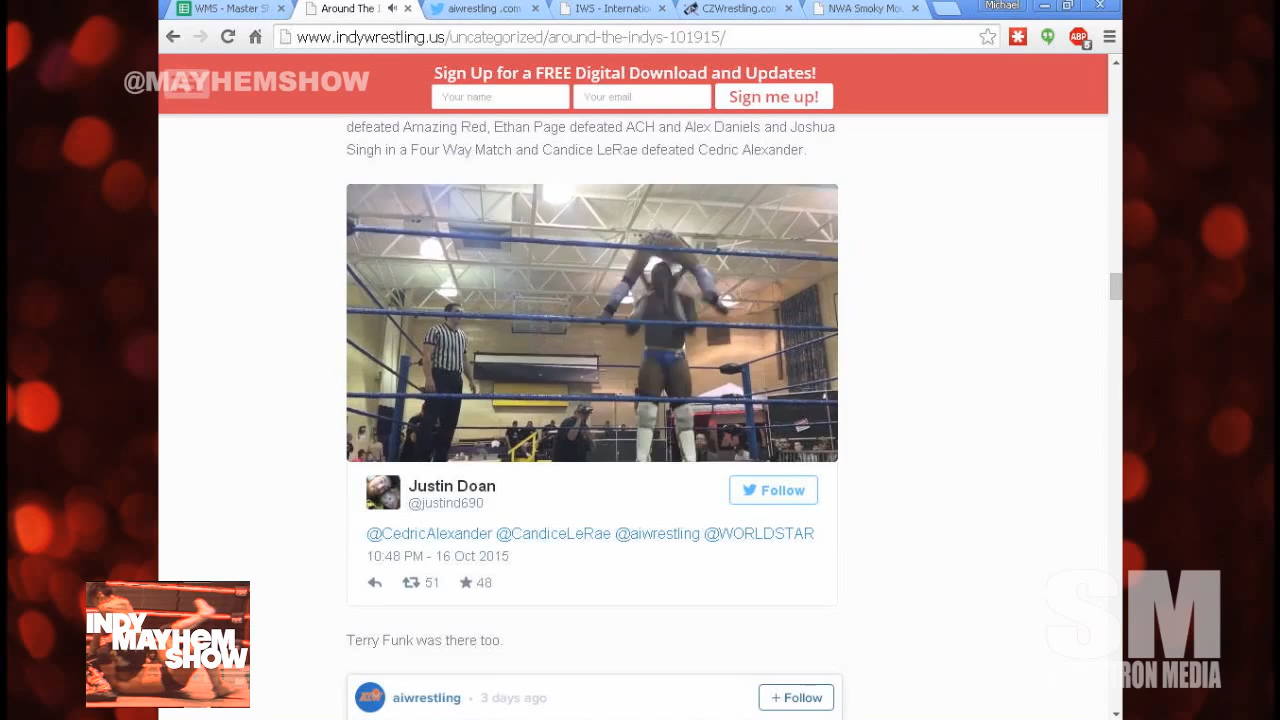 WMS - Master S
Around The I
aiwrestling .com
IWS - Internatio
CZWrestling.com
NWA Smoky Mou
Michael
www.indywrestling.us/uncategorized/around-the-indys-101915/
ABP
5
@MAYHEMSHOW
Sign Up for a FREE Digital Download and Updates!
Your name
Your email
Sign me up!
defeated Amazing Red, Ethan Page defeated ACH and Alex Daniels and Joshua
Singh in a Four Way Match and Candice LeRae defeated Cedric Alexander.
Justin Doan
@justind690
Follow
@CedricAlexander @CandiceLeRae @aiwrestling @WORLDSTAR
10:48 PM - 16 Oct 2015
51
48
INDY
MAYHEM
SHOW
SM
TRON MEDIA
Terry Funk was there too.
AIW
aiwrestling • 3 days ago
+ Follow